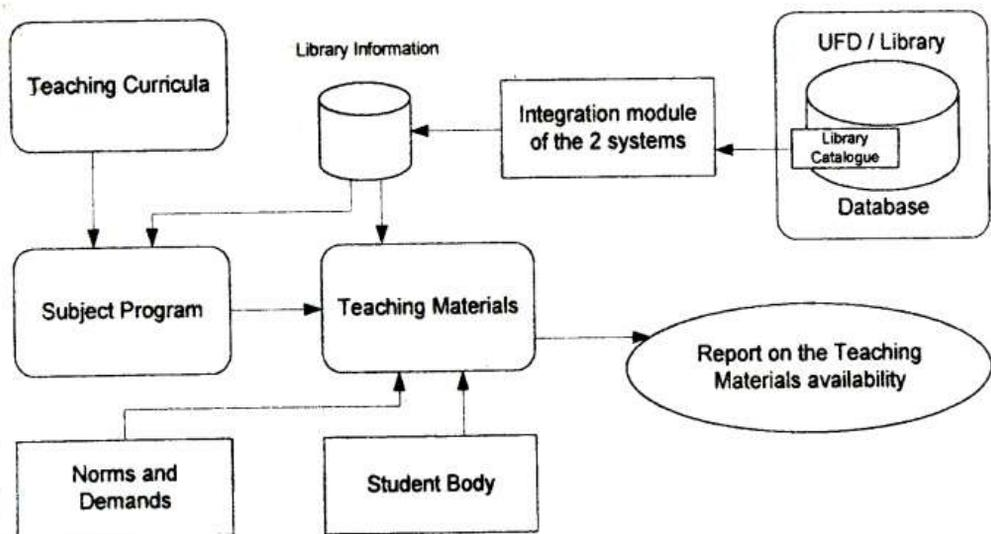 Teaching Curricula
Library Information
Integration module
of the 2 systems
UFD / Library
Library
Catalogue
Database
Subject Program
Teaching Materials
Report on the Teaching
Materials availability
Norms and
Demands
Student Body